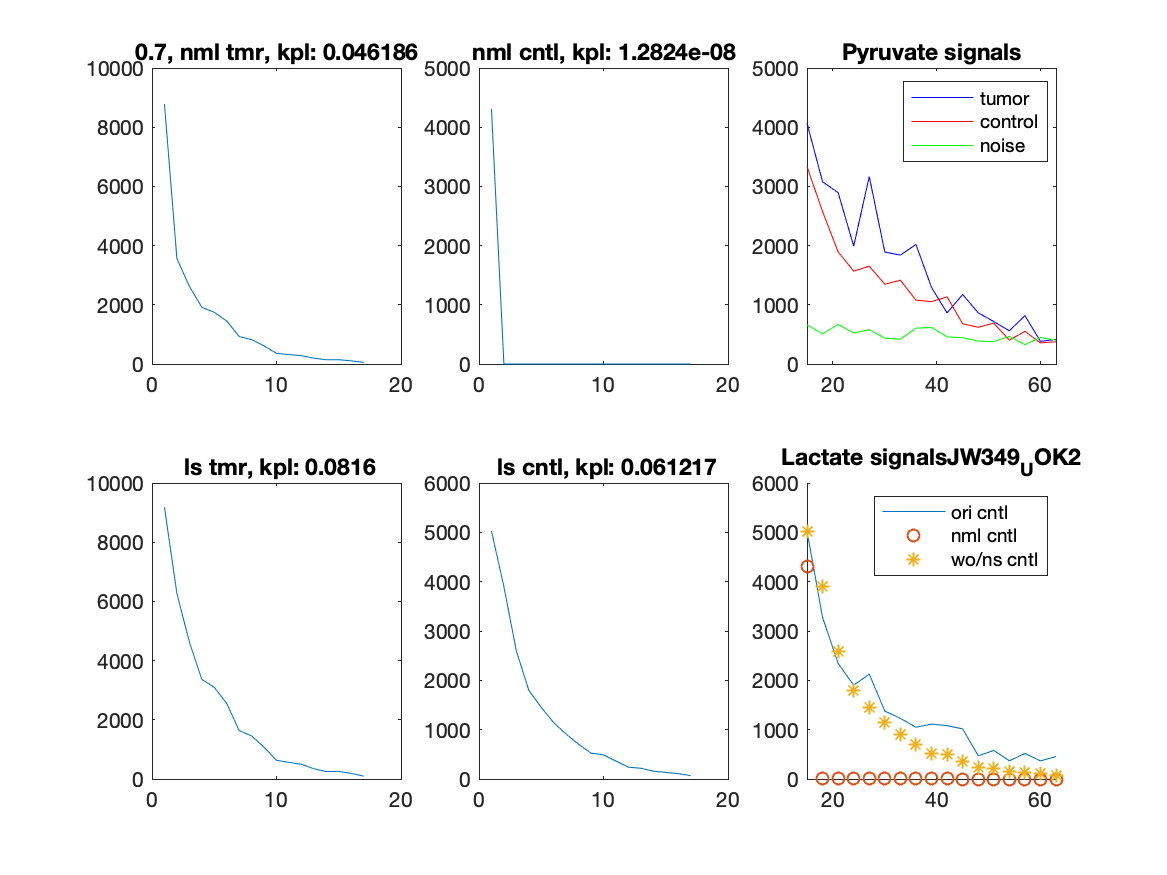 0.7, nml tmr, kpl: 0.046186
10000
8000
6000
4000
2000
0
0 10 20
nml cntl, kpl: 1.2824e-08
5000
4000
3000
2000
1000
0
0 10 20
Pyruvate signals
5000
4000
3000
2000
1000
0
20 40 60
tumor
control
noise
ls tmr, kpl: 0.0816
10000
8000
6000
4000
2000
0
0 10 20
ls cntl, kpl: 0.061217
6000
5000
4000
3000
2000
1000
0
0 10 20
Lactate signalsJW349UOK2
6000
5000
4000
3000
2000
1000
0
20 40 60
ori cntl
nml cntl
wo/ns cntl